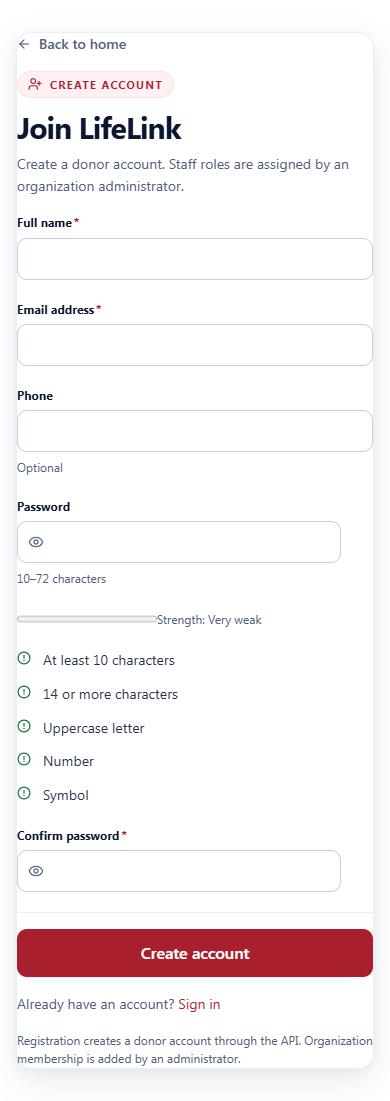 Back to home
CREATE ACCOUNT
Join LifeLink
Create a donor account. Staff roles are assigned by an
organization administrator.
Full name*
Email address*
Phone
Optional
Password
10–72 characters
Strength: Very weak
At least 10 characters
14 or more characters
Uppercase letter
Number
Symbol
Confirm password*
Create account
Already have an account? Sign in
Registration creates a donor account through the API. Organization
membership is added by an administrator.